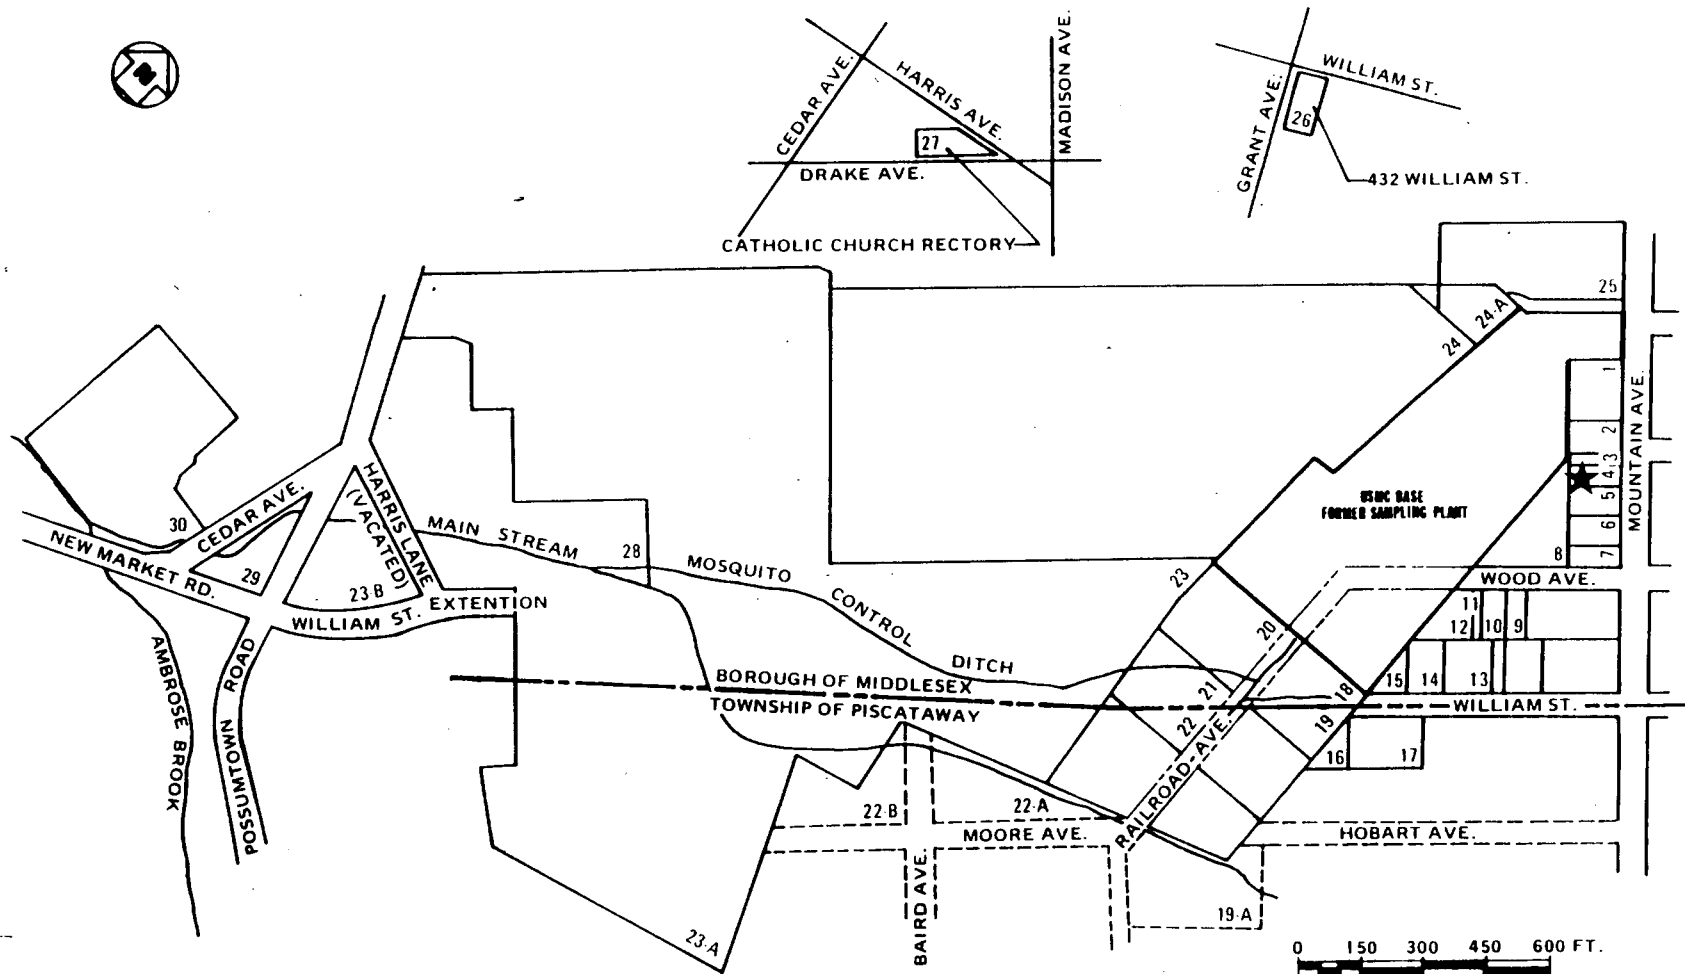 N
CEDAR AVE.
HARRIS AVE.
MADISON AVE.
27
DRAKE AVE.
CATHOLIC CHURCH RECTORY
WILLIAM ST.
GRANT AVE.
26
432 WILLIAM ST.
25
24-A
24
1
2
3
4
5
6
7
8
MOUNTAIN AVE.
USMC BASE
FORMER SAMPLING PLANT
WOOD AVE.
30
CEDAR AVE.
NEW MARKET RD.
29
HARRIS LANE
(VACATED)
23-B
WILLIAM ST. EXTENTION
MAIN STREAM
28
MOSQUITO
CONTROL
DITCH
23
20
21
22
18
19
11
12
10
9
15
14
13
16
17
BOROUGH OF MIDDLESEX
TOWNSHIP OF PISCATAWAY
WILLIAM ST.
AMBROSE BROOK
POSSUMTOWN ROAD
RAILROAD AVE.
22-B
22-A
MOORE AVE.
HOBART AVE.
BAIRD AVE.
23-A
19-A
0 150 300 450 600 FT.